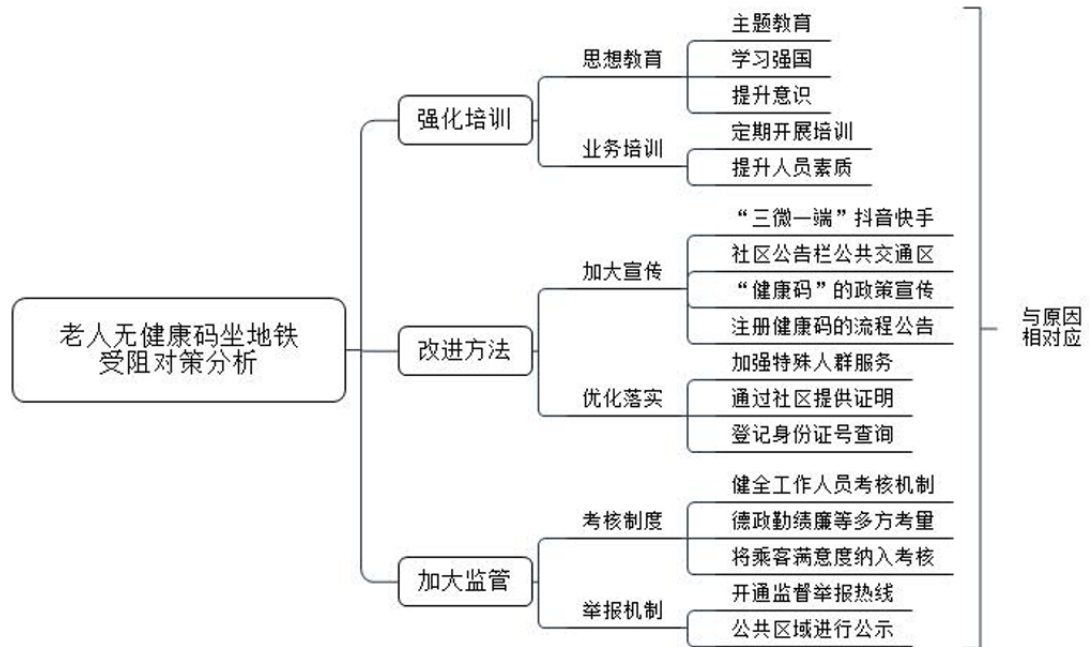 老人无健康码坐地铁
受阻对策分析
强化培训
思想教育
主题教育
学习强国
提升意识
业务培训
定期开展培训
提升人员素质
改进方法
加大宣传
“三微一端”抖音快手
社区公告栏公共交通区
“健康码”的政策宣传
注册健康码的流程公告
优化落实
加强特殊人群服务
通过社区提供证明
登记身份证号查询
加大监管
考核制度
健全工作人员考核机制
德政勤绩廉等多方考量
将乘客满意度纳入考核
举报机制
开通监督举报热线
公共区域进行公示
与原因
相对应